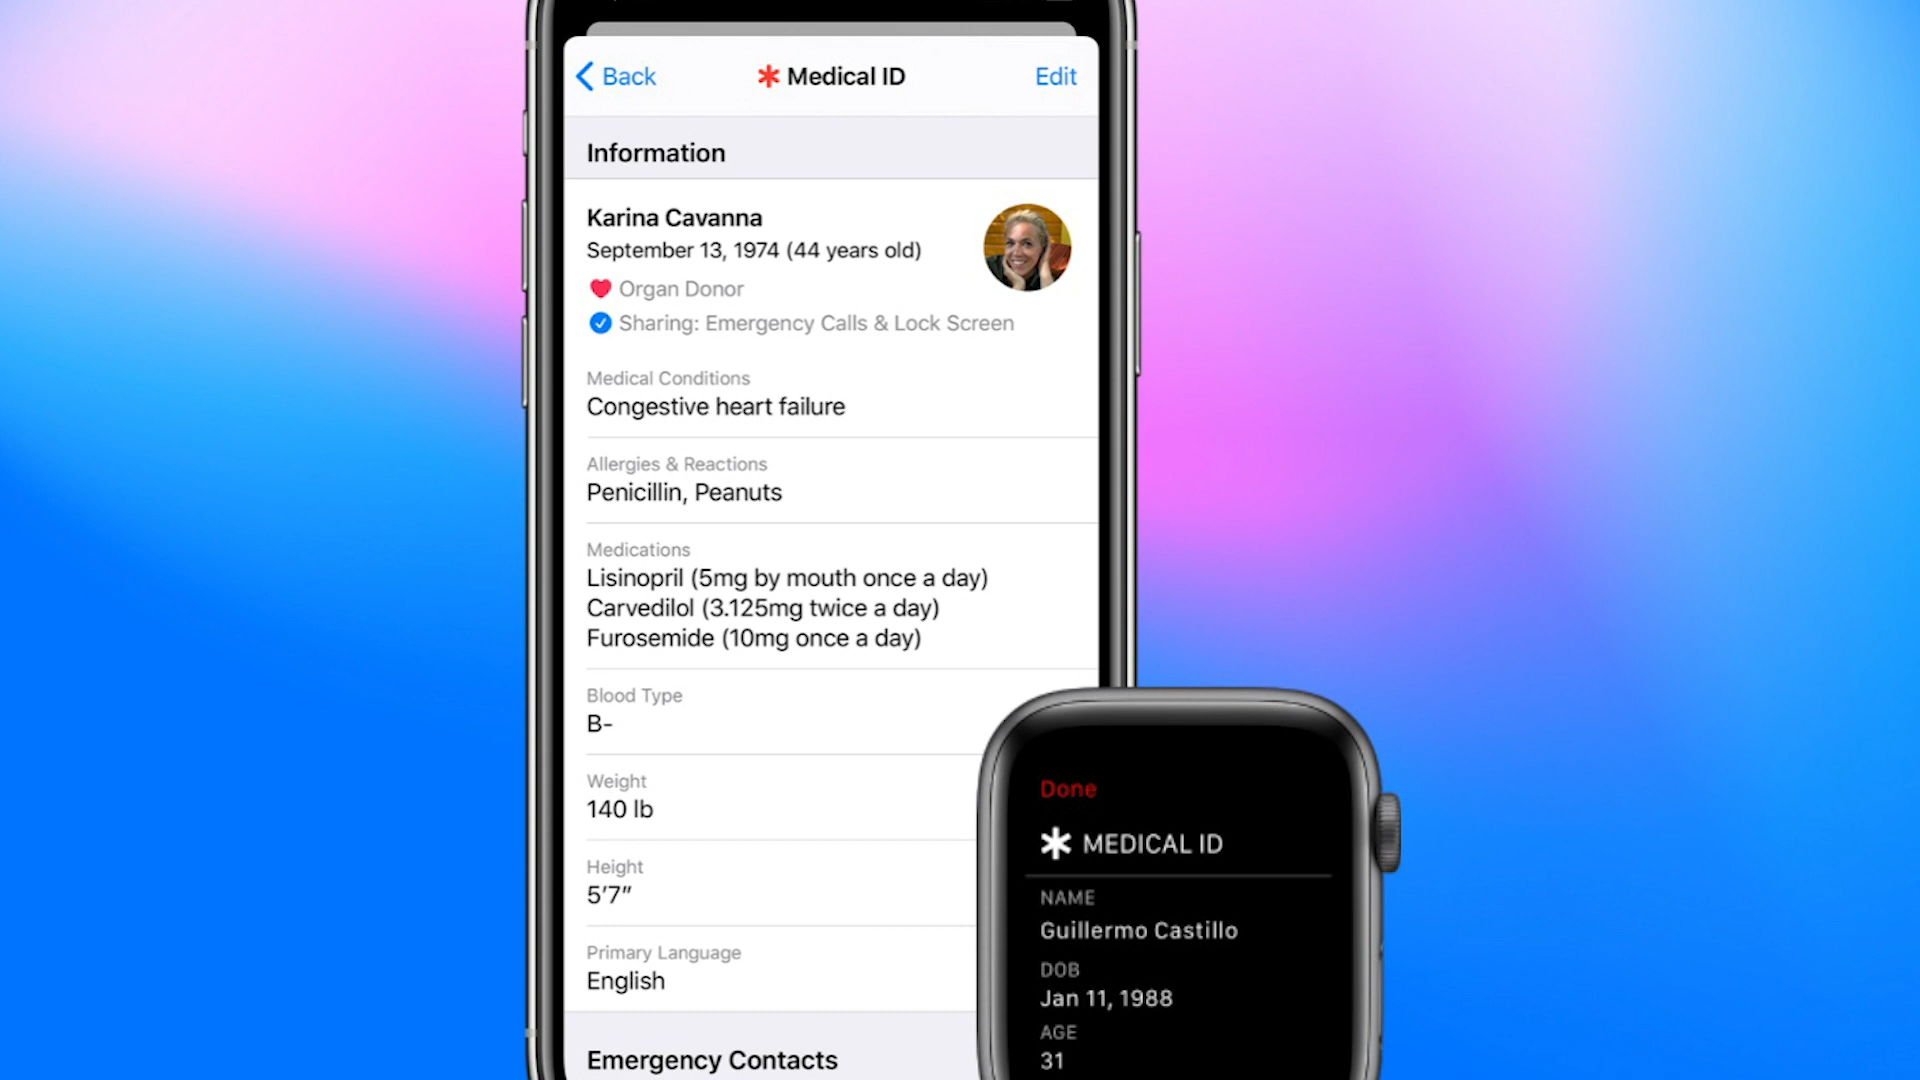 Back
Medical ID
Edit
Information
Karina Cavanna
September 13, 1974 (44 years old)
Organ Donor
Sharing: Emergency Calls & Lock Screen
Medical Conditions
Congestive heart failure
Allergies & Reactions
Penicillin, Peanuts
Medications
Lisinopril (5mg by mouth once a day)
Carvedilol (3.125mg twice a day)
Furosemide (10mg once a day)
Blood Type
B-
Weight
140 lb
Height
5’7”
Primary Language
English
Emergency Contacts
Done
MEDICAL ID
NAME
Guillermo Castillo
DOB
Jan 11, 1988
AGE
31